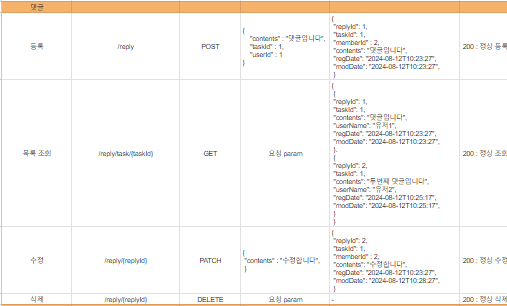 댓글
등록 /reply POST
{
"contents" : "댓글입니다",
"taskId" : 1,
"userId" : 1
}
{
"replyId": 1,
"taskId": 1,
"memberId" : 2,
"contents": "댓글입니다",
"regDate": "2024-08-12T10:23:27",
"modDate": "2024-08-12T10:23:27",
}
200 : 정상 등록
목록 조회 /reply/task/{taskId} GET 요청 param
{
{
"replyId": 1,
"taskId": 1,
"contents": "댓글입니다",
"userName": "유저1",
"regDate": "2024-08-12T10:23:27",
"modDate": "2024-08-12T10:23:27",
},
{
"replyId": 2,
"taskId": 1,
"contents": "두번째 댓글입니다",
"userName": "유저2",
"regDate": "2024-08-12T10:25:17",
"modDate": "2024-08-12T10:25:17",
}
}
200 : 정상 조회
수정 /reply/{replyId} PATCH
{
"contents" : "수정합니다",
}
{
"replyId": 2,
"taskId": 1,
"memberId" : 2,
"contents": "수정합니다",
"regDate": "2024-08-12T10:23:27",
"modDate": "2024-08-12T10:28:27",
}
200 : 정상 수정
삭제 /reply/{replyId} DELETE 요청 param - 200 : 정상 삭제